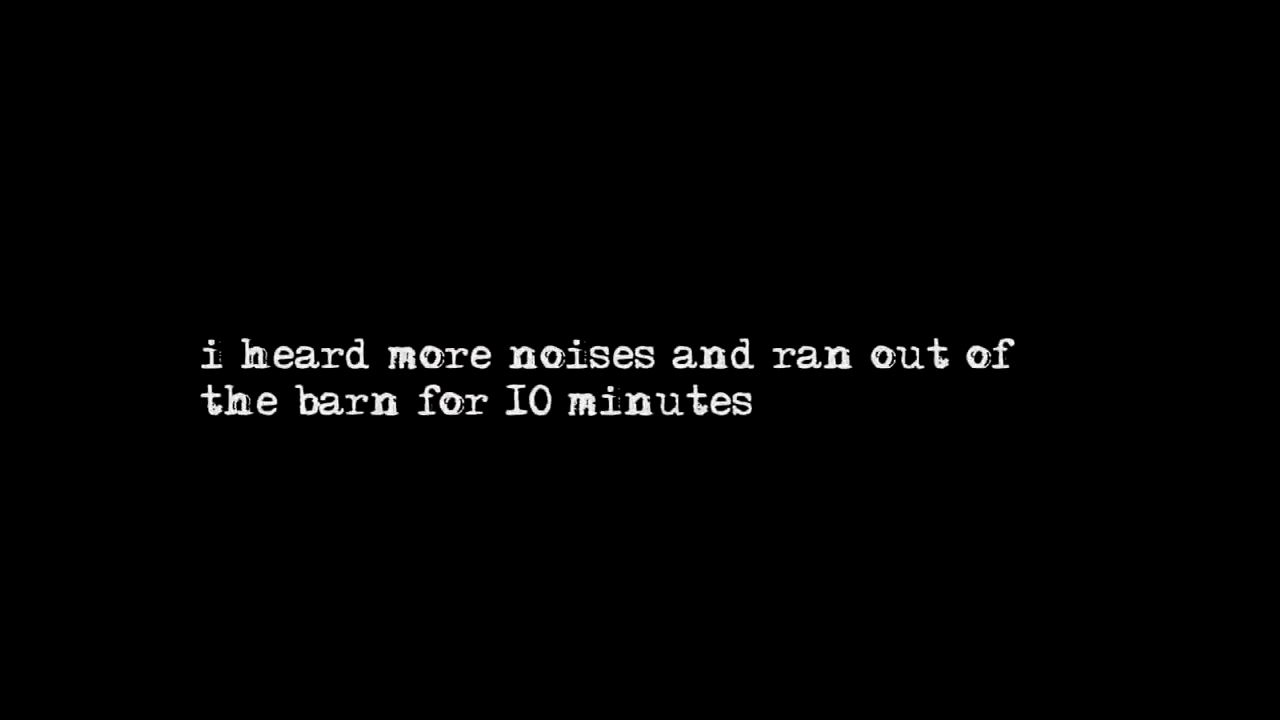 i heard more noises and ran out of
the barn for 10 minutes